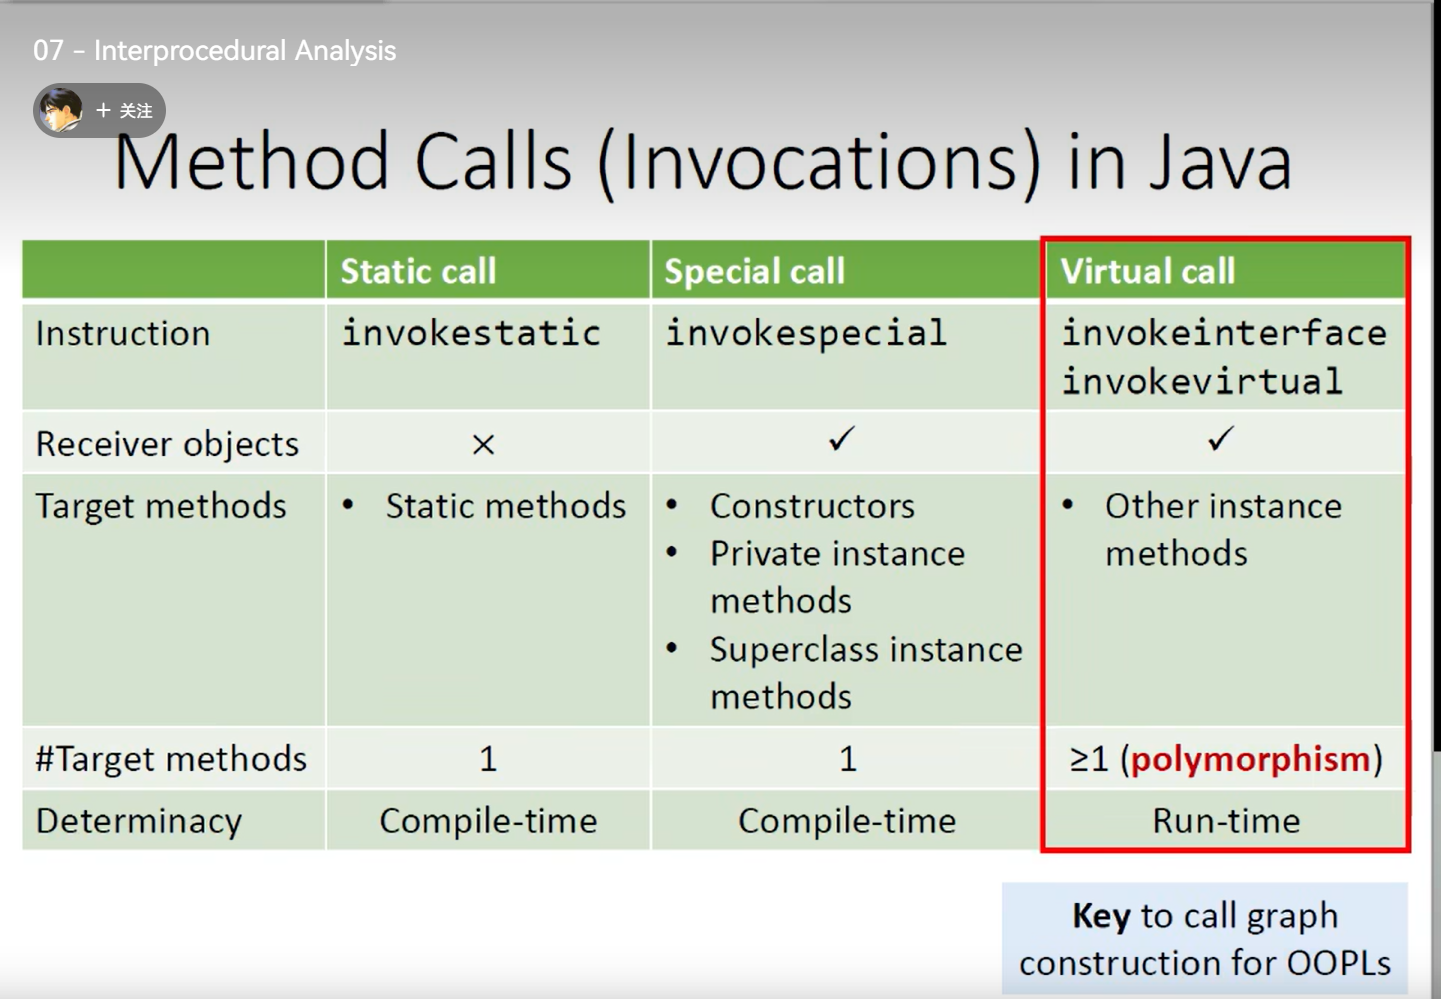 07 – Interprocedural Analysis
+ 关注
Method Calls (Invocations) in Java
Static call
Special call
Virtual call
Instruction
invokestatic
invokespecial
invokeinterface
invokevirtual
Receiver objects
×
✓
✓
Target methods
• Static methods
• Constructors
• Private instance
methods
• Superclass instance
methods
• Other instance
methods
#Target methods
1
1
≥1 (polymorphism)
Determinacy
Compile-time
Compile-time
Run-time
Key to call graph
construction for OOPLs